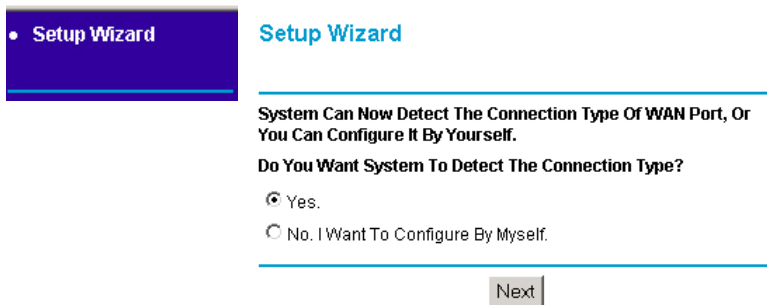 Setup Wizard
Setup Wizard
System Can Now Detect The Connection Type Of WAN Port, Or
You Can Configure It By Yourself.
Do You Want System To Detect The Connection Type?
Yes.
No. I Want To Configure By Myself.
Next